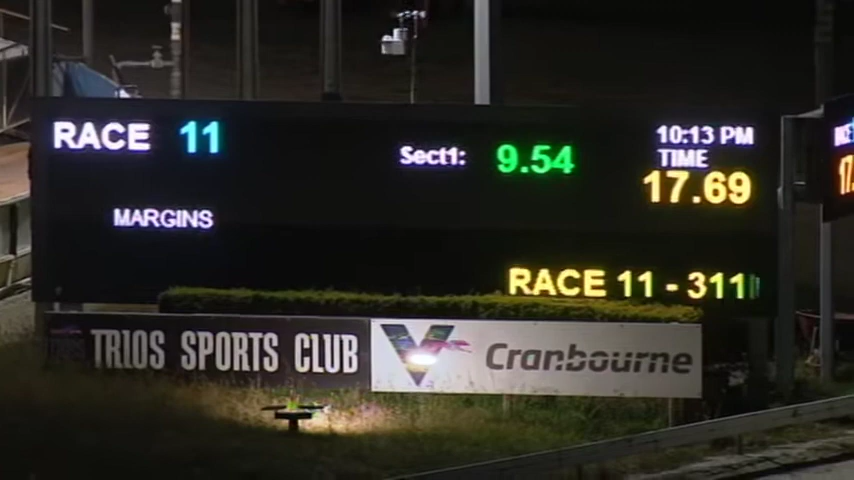 RACE 11
Sect1: 9.54
10:13 PM
TIME
17.69
MARGINS
RACE 11 - 311
TRIOS SPORTS CLUB
Cranbourne